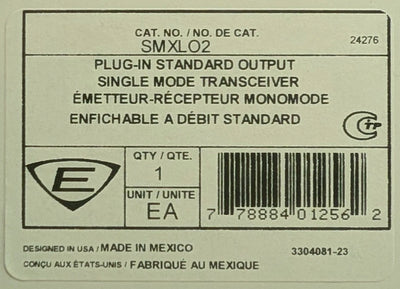 CAT. NO. / NO. DE CAT.
SMXLO2
24276
PLUG-IN STANDARD OUTPUT
SINGLE MODE TRANSCEIVER
ÉMETTEUR-RÉCEPTEUR MONOMODE
ENFICHABLE A DÉBIT STANDARD
E
QTY / QTE.
1
UNIT / UNITE
EA
7 78884 01256 2
DESIGNED IN USA / MADE IN MEXICO
3304081-23
CONÇU AUX ÉTATS-UNIS / FABRIQUÉ AU MEXIQUE